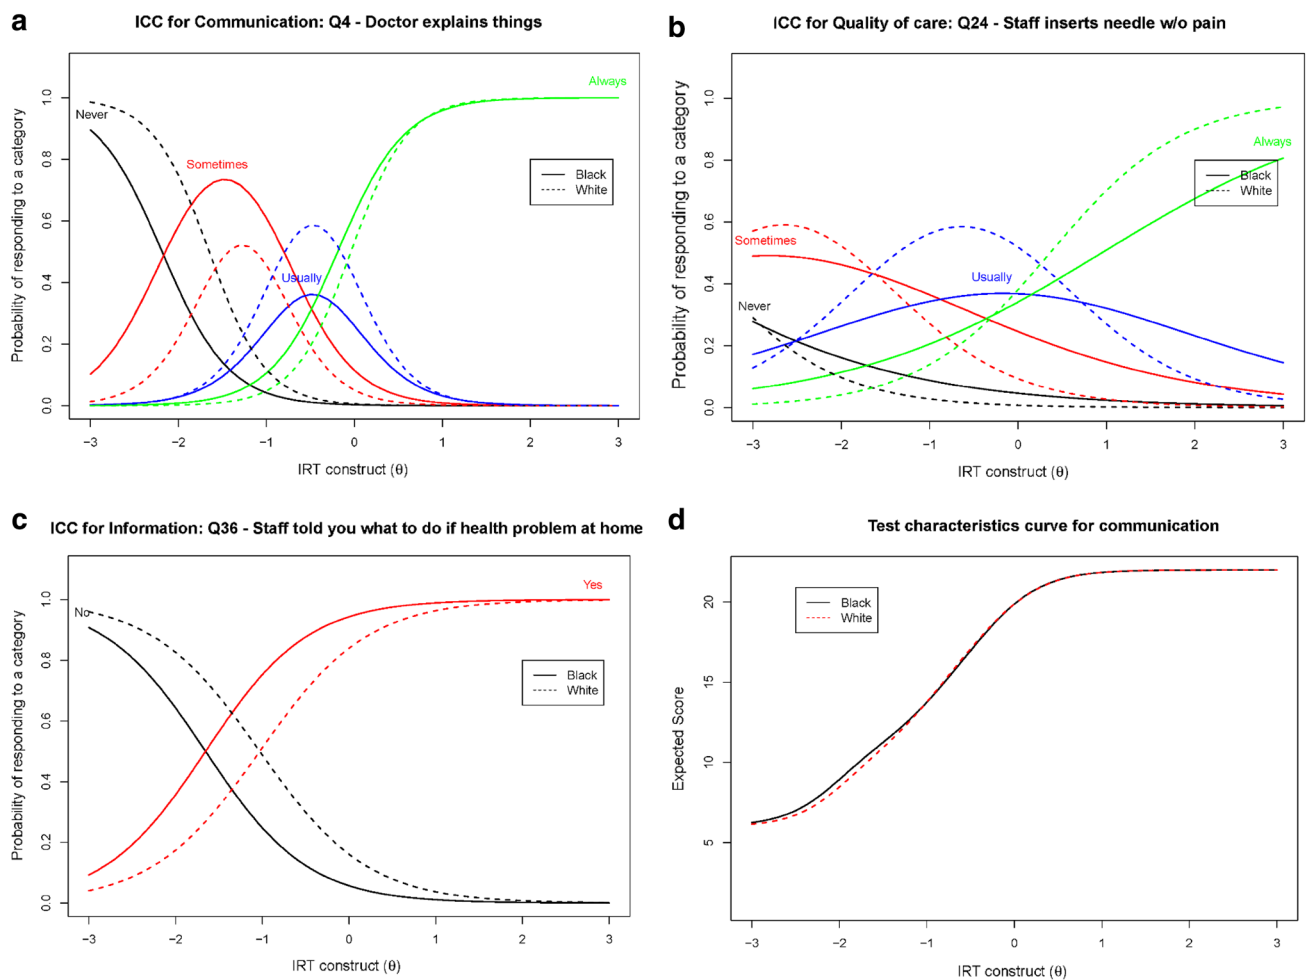 a
ICC for Communication: Q4 - Doctor explains things
Probability of responding to a category
1.0
0.8
0.6
0.4
0.2
0.0
Never
Sometimes
Usually
Always
Black
White
−3 −2 −1 0 1 2 3
IRT construct (θ)
b
ICC for Quality of care: Q24 - Staff inserts needle w/o pain
Probability of responding to a category
1.0
0.8
0.6
0.4
0.2
0.0
Sometimes
Never
Usually
Always
Black
White
−3 −2 −1 0 1 2 3
IRT construct (θ)
c
ICC for Information: Q36 - Staff told you what to do if health problem at home
Probability of responding to a category
1.0
0.8
0.6
0.4
0.2
0.0
No
Yes
Black
White
−3 −2 −1 0 1 2 3
IRT construct (θ)
d
Test characteristics curve for communication
Expected Score
20
15
10
5
Black
White
−3 −2 −1 0 1 2 3
IRT construct (θ)